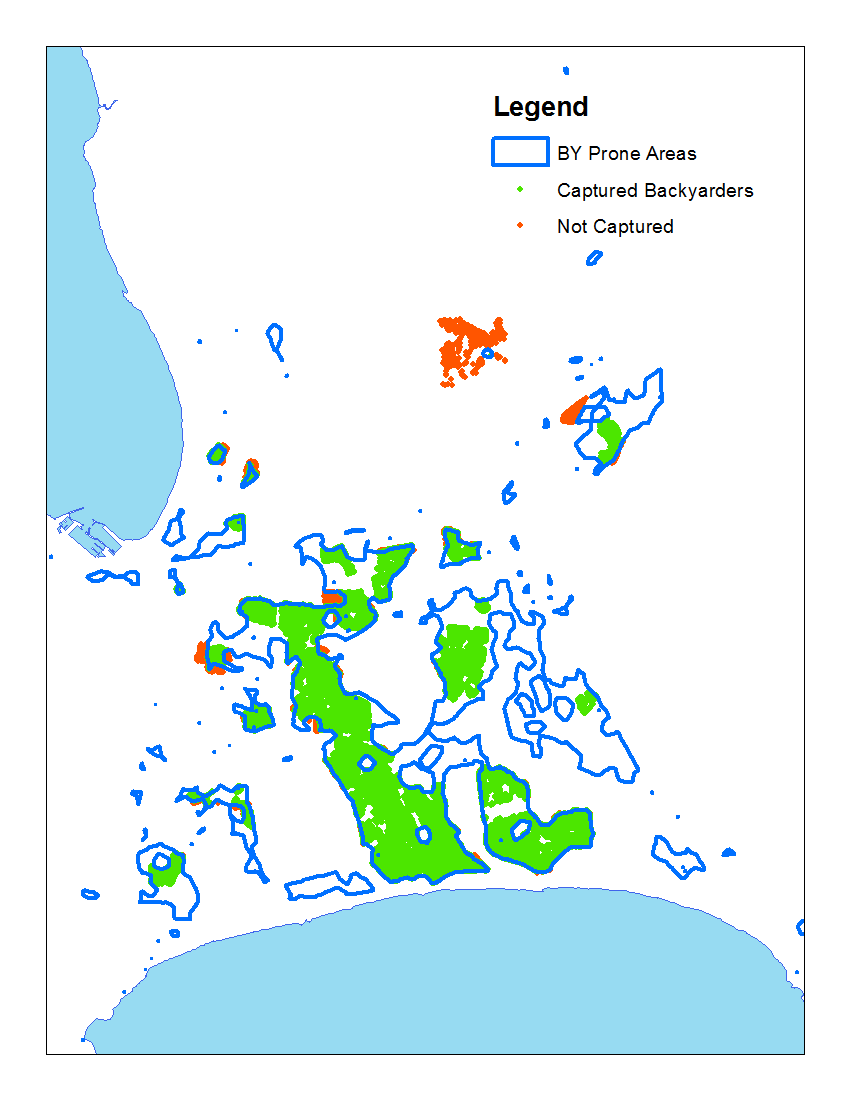 Legend
BY Prone Areas
Captured Backyarders
Not Captured